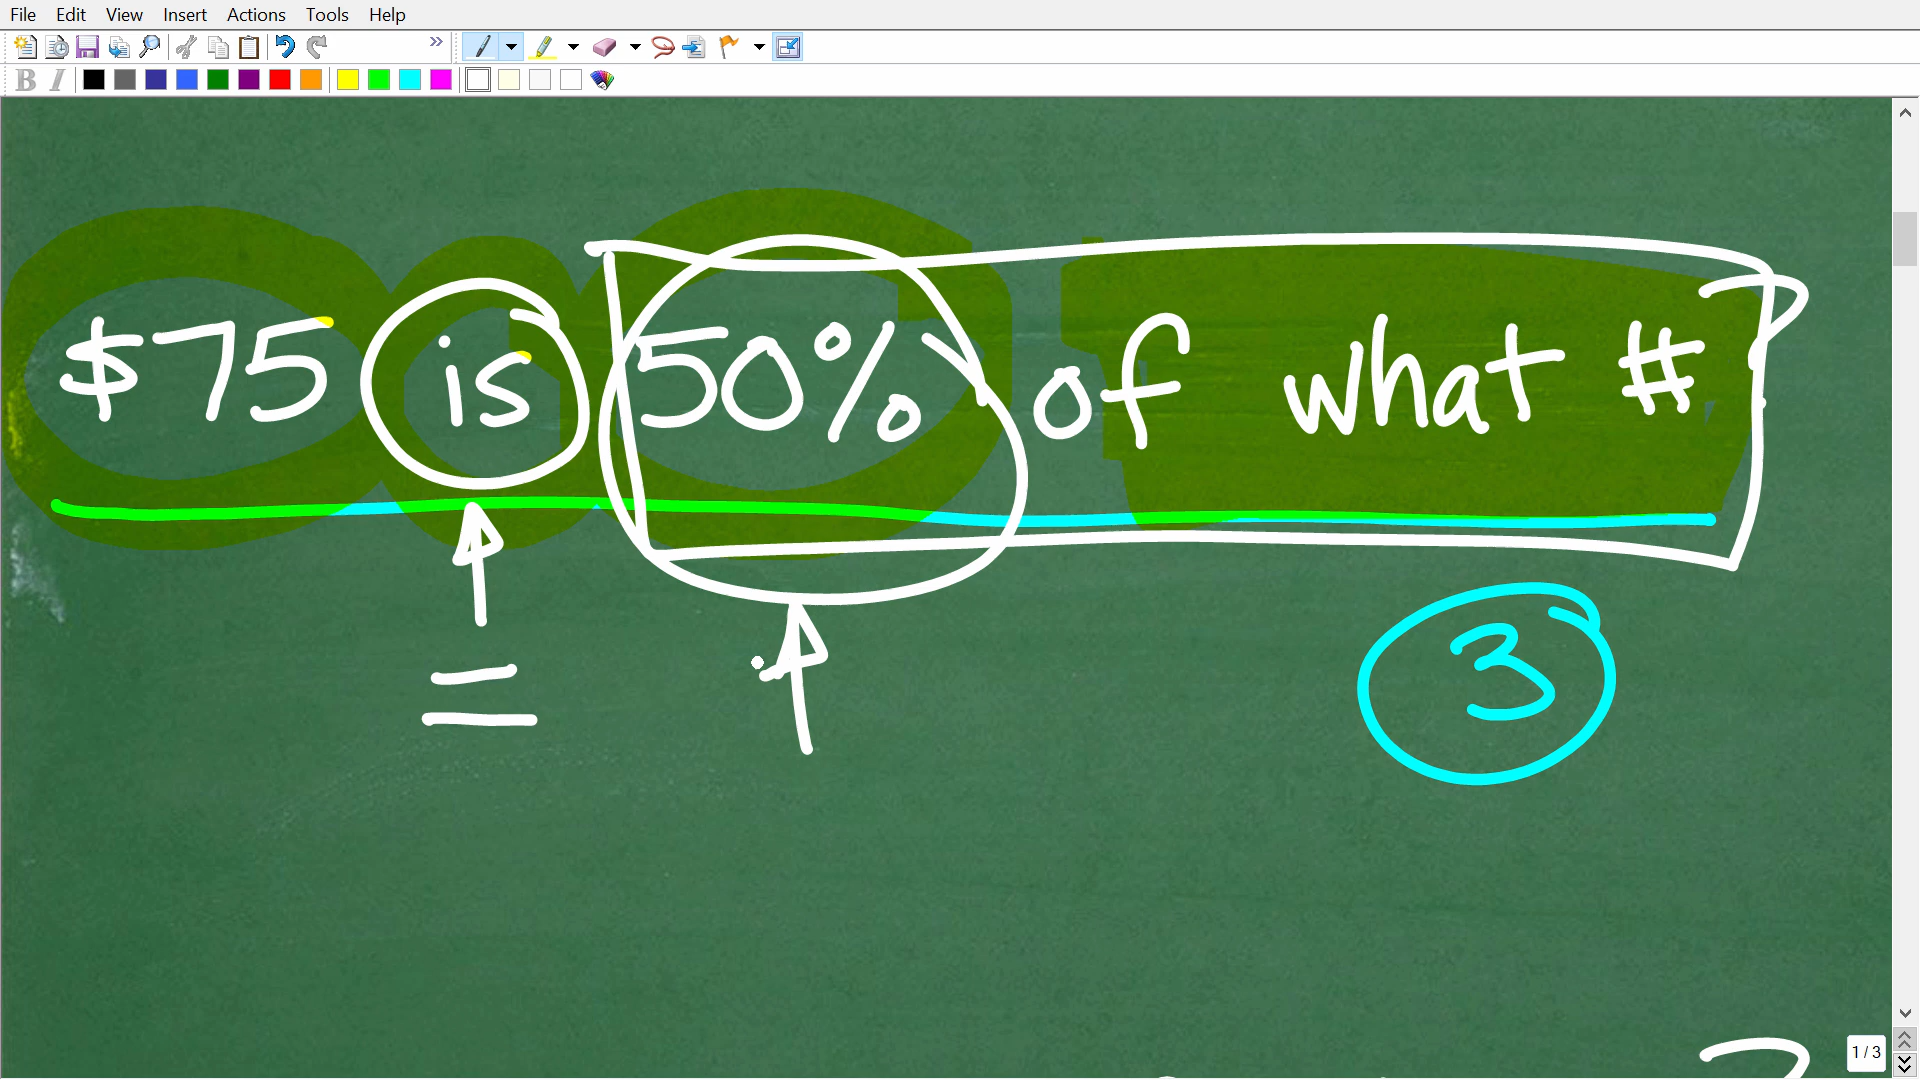 File Edit View Insert Actions Tools Help
B I
$75 is 50% of what #?
=
3
1 / 3